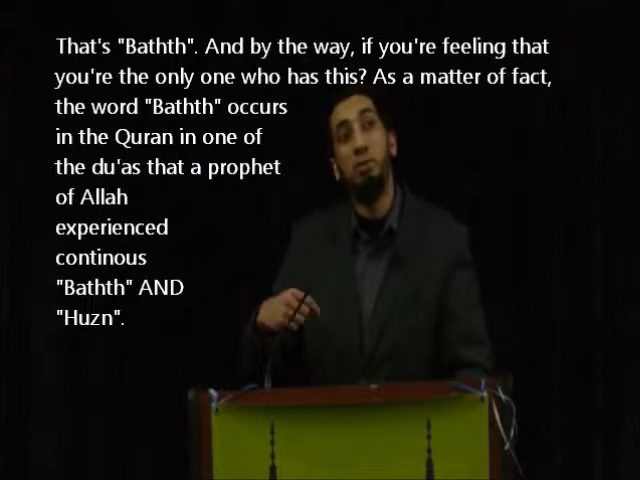 That's "Bathth". And by the way, if you're feeling that
you're the only one who has this? As a matter of fact,
the word "Bathth" occurs
in the Quran in one of
the du'as that a prophet
of Allah
experienced
continous
"Bathth" AND
"Huzn".